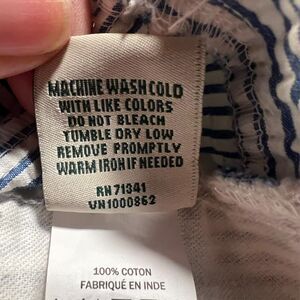 MACHINE WASH COLD
WITH LIKE COLORS
DO NOT BLEACH
TUMBLE DRY LOW
REMOVE PROMPTLY
WARM IRON IF NEEDED
RN 71341
VN1000862
100% COTON
FABRIQUÉ EN INDE